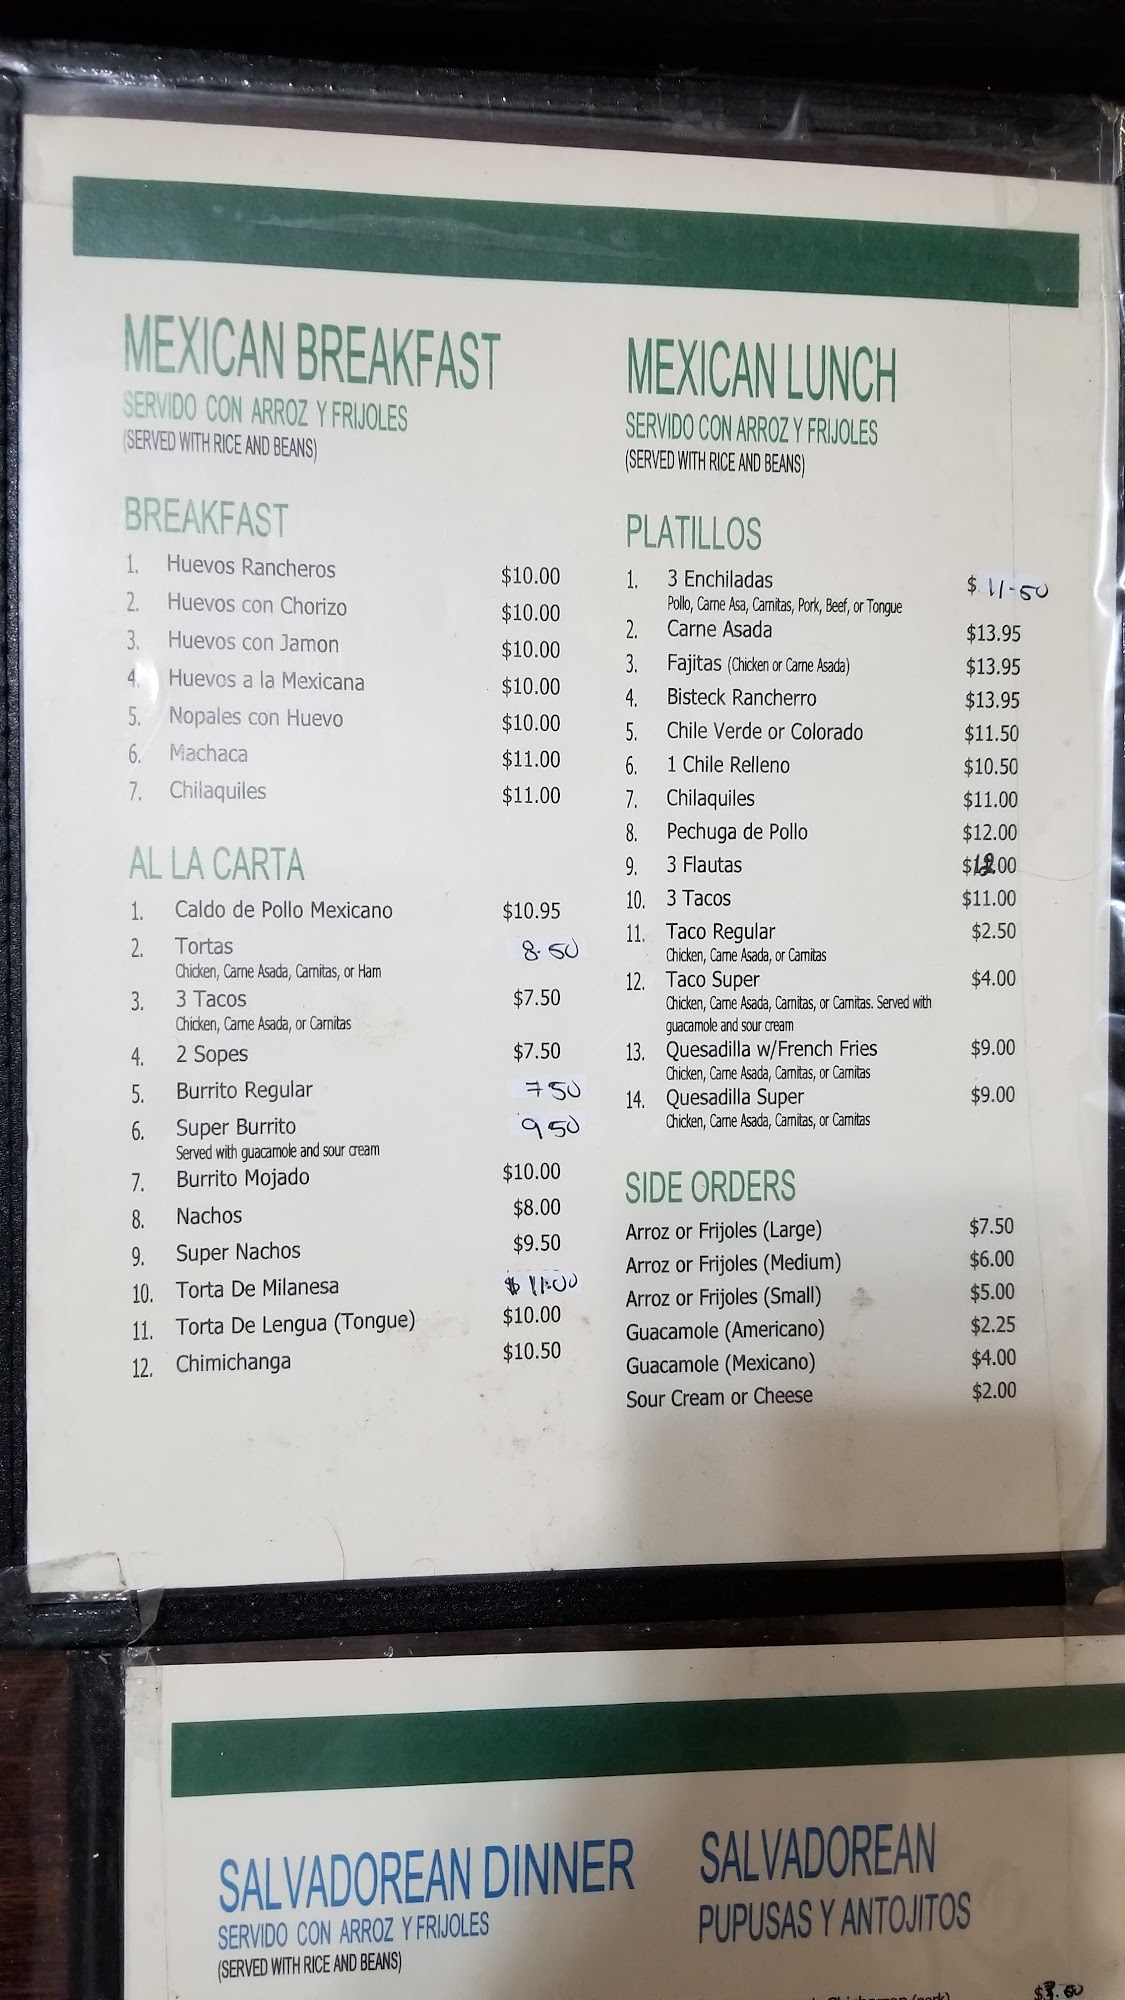 MEXICAN BREAKFAST
SERVIDO CON ARROZ Y FRIJOLES
(SERVED WITH RICE AND BEANS)
BREAKFAST
1. Huevos Rancheros $10.00
2. Huevos con Chorizo $10.00
3. Huevos con Jamon $10.00
4. Huevos a la Mexicana $10.00
5. Nopales con Huevo $10.00
6. Machaca $11.00
7. Chilaquiles $11.00
AL LA CARTA
1. Caldo de Pollo Mexicano $10.95
2. Tortas 8.50
Chicken, Carne Asada, Carnitas, or Ham
3. 3 Tacos $7.50
Chicken, Carne Asada, or Carnitas
4. 2 Sopes $7.50
5. Burrito Regular 750
6. Super Burrito 950
Served with guacamole and sour cream
7. Burrito Mojado $10.00
8. Nachos $8.00
9. Super Nachos $9.50
10. Torta De Milanesa $11.00
11. Torta De Lengua (Tongue) $10.00
12. Chimichanga $10.50
MEXICAN LUNCH
SERVIDO CON ARROZ Y FRIJOLES
(SERVED WITH RICE AND BEANS)
PLATILLOS
1. 3 Enchiladas $ 11-50
Pollo, Carne Asa, Carnitas, Pork, Beef, or Tongue
2. Carne Asada $13.95
3. Fajitas (Chicken or Carne Asada) $13.95
4. Bisteck Rancherro $13.95
5. Chile Verde or Colorado $11.50
6. 1 Chile Relleno $10.50
7. Chilaquiles $11.00
8. Pechuga de Pollo $12.00
9. 3 Flautas $12.00
10. 3 Tacos $11.00
11. Taco Regular $2.50
Chicken, Carne Asada, or Carnitas
12. Taco Super $4.00
Chicken, Carne Asada, Carnitas, or Carnitas. Served with
guacamole and sour cream
13. Quesadilla w/French Fries $9.00
Chicken, Carne Asada, Carnitas, or Carnitas
14. Quesadilla Super $9.00
Chicken, Carne Asada, Carnitas, or Carnitas
SIDE ORDERS
Arroz or Frijoles (Large) $7.50
Arroz or Frijoles (Medium) $6.00
Arroz or Frijoles (Small) $5.00
Guacamole (Americano) $2.25
Guacamole (Mexicano) $4.00
Sour Cream or Cheese $2.00
SALVADOREAN DINNER
SERVIDO CON ARROZ Y FRIJOLES
(SERVED WITH RICE AND BEANS)
SALVADOREAN
PUPUSAS Y ANTOJITOS